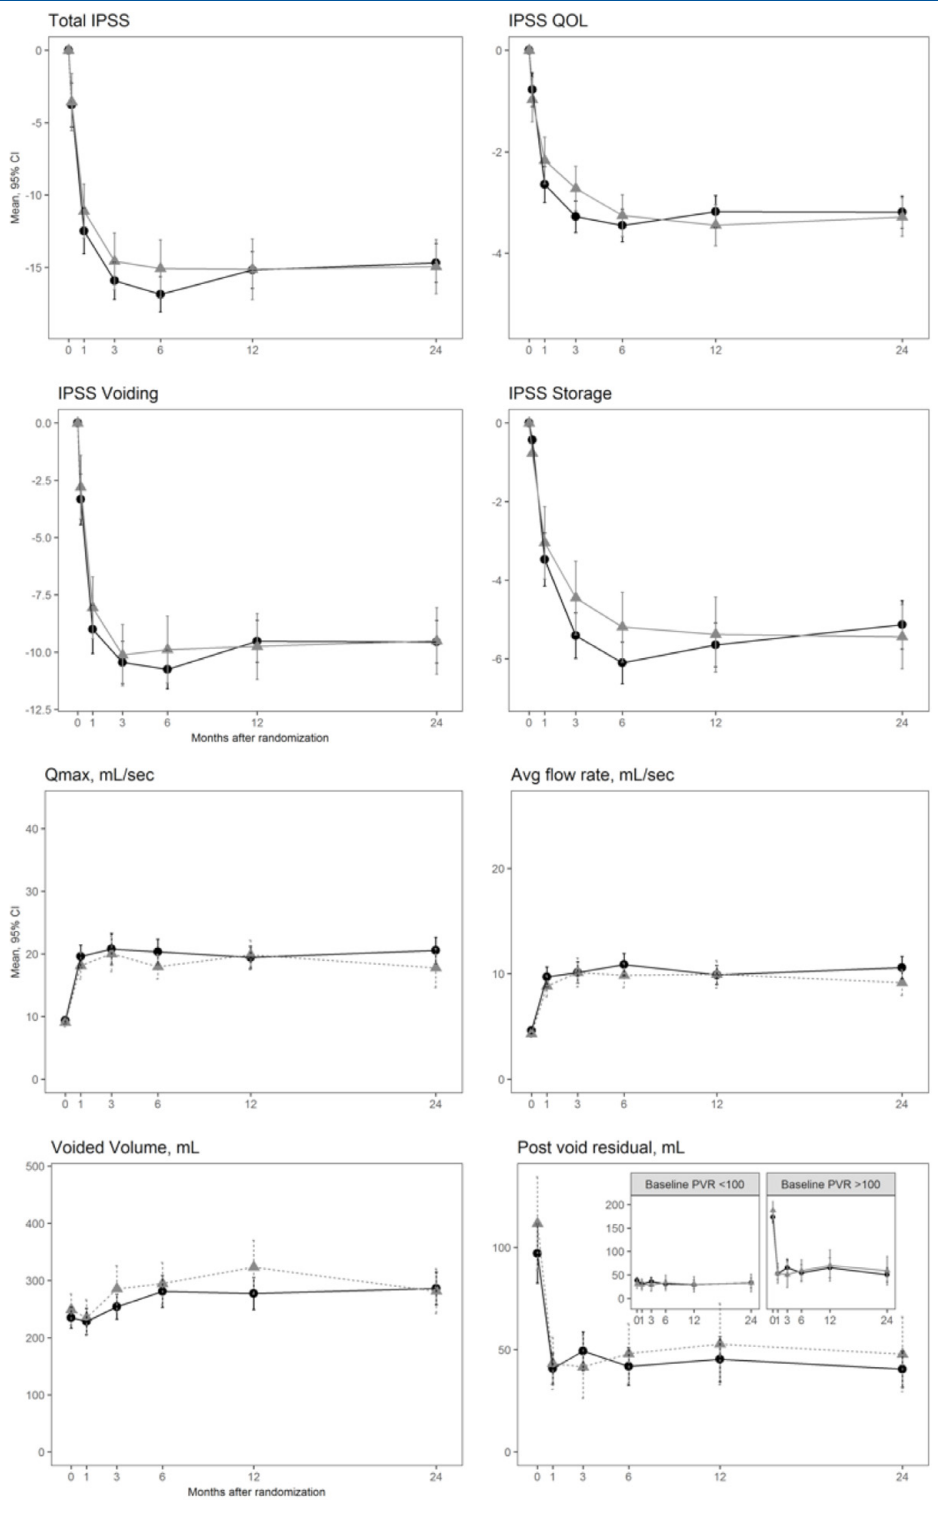 Total IPSS
Mean, 95% CI
0
-5
-10
-15
0 1 3 6 12 24
IPSS QOL
0
-2
-4
0 1 3 6 12 24
IPSS Voiding
0.0
-2.5
-5.0
-7.5
-10.0
-12.5
0 1 3 6 12 24
Months after randomization
IPSS Storage
0
-2
-4
-6
0 1 3 6 12 24
Qmax, mL/sec
Mean, 95% CI
40
30
20
10
0
0 1 3 6 12 24
Avg flow rate, mL/sec
20
10
0
0 1 3 6 12 24
Voided Volume, mL
500
400
300
200
100
0
0 1 3 6 12 24
Months after randomization
Post void residual, mL
100
50
0
0 1 3 6 12 24
Baseline PVR <100
Baseline PVR >100
200
150
100
50
0
0 1 3 6 12 24
0 1 3 6 12 24